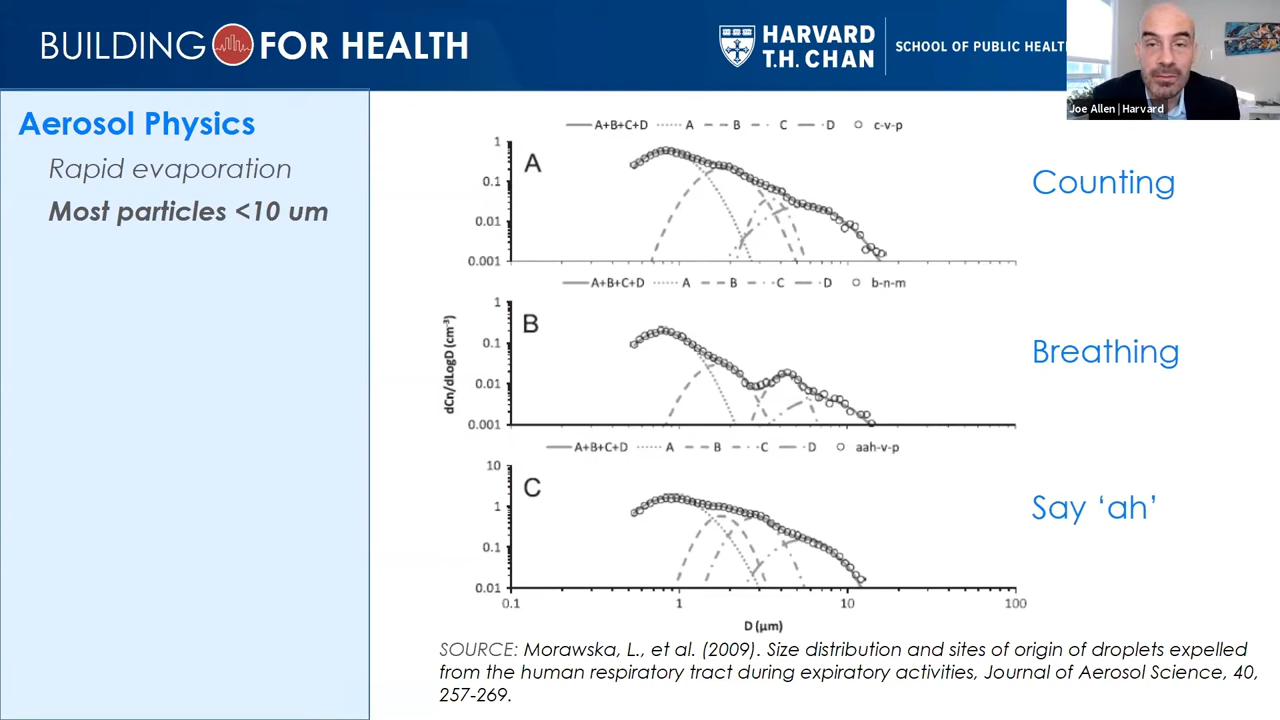 BUILDING FOR HEALTH
HARVARD
T.H. CHAN
SCHOOL OF PUBLIC HEALT
Joe Allen | Harvard
Aerosol Physics
Rapid evaporation
Most particles <10 um
A+B+C+D A B C D c-v-p
A
1
0.1
0.01
0.001
Counting
A+B+C+D A B C D b-n-m
B
1
0.1
0.01
0.001
Breathing
dCn/dLogD (cm⁻³)
A+B+C+D A B C D aah-v-p
C
10
1
0.1
0.01
Say ‘ah’
0.1 1 10 100
D (µm)
SOURCE: Morawska, L., et al. (2009). Size distribution and sites of origin of droplets expelled
from the human respiratory tract during expiratory activities, Journal of Aerosol Science, 40,
257-269.